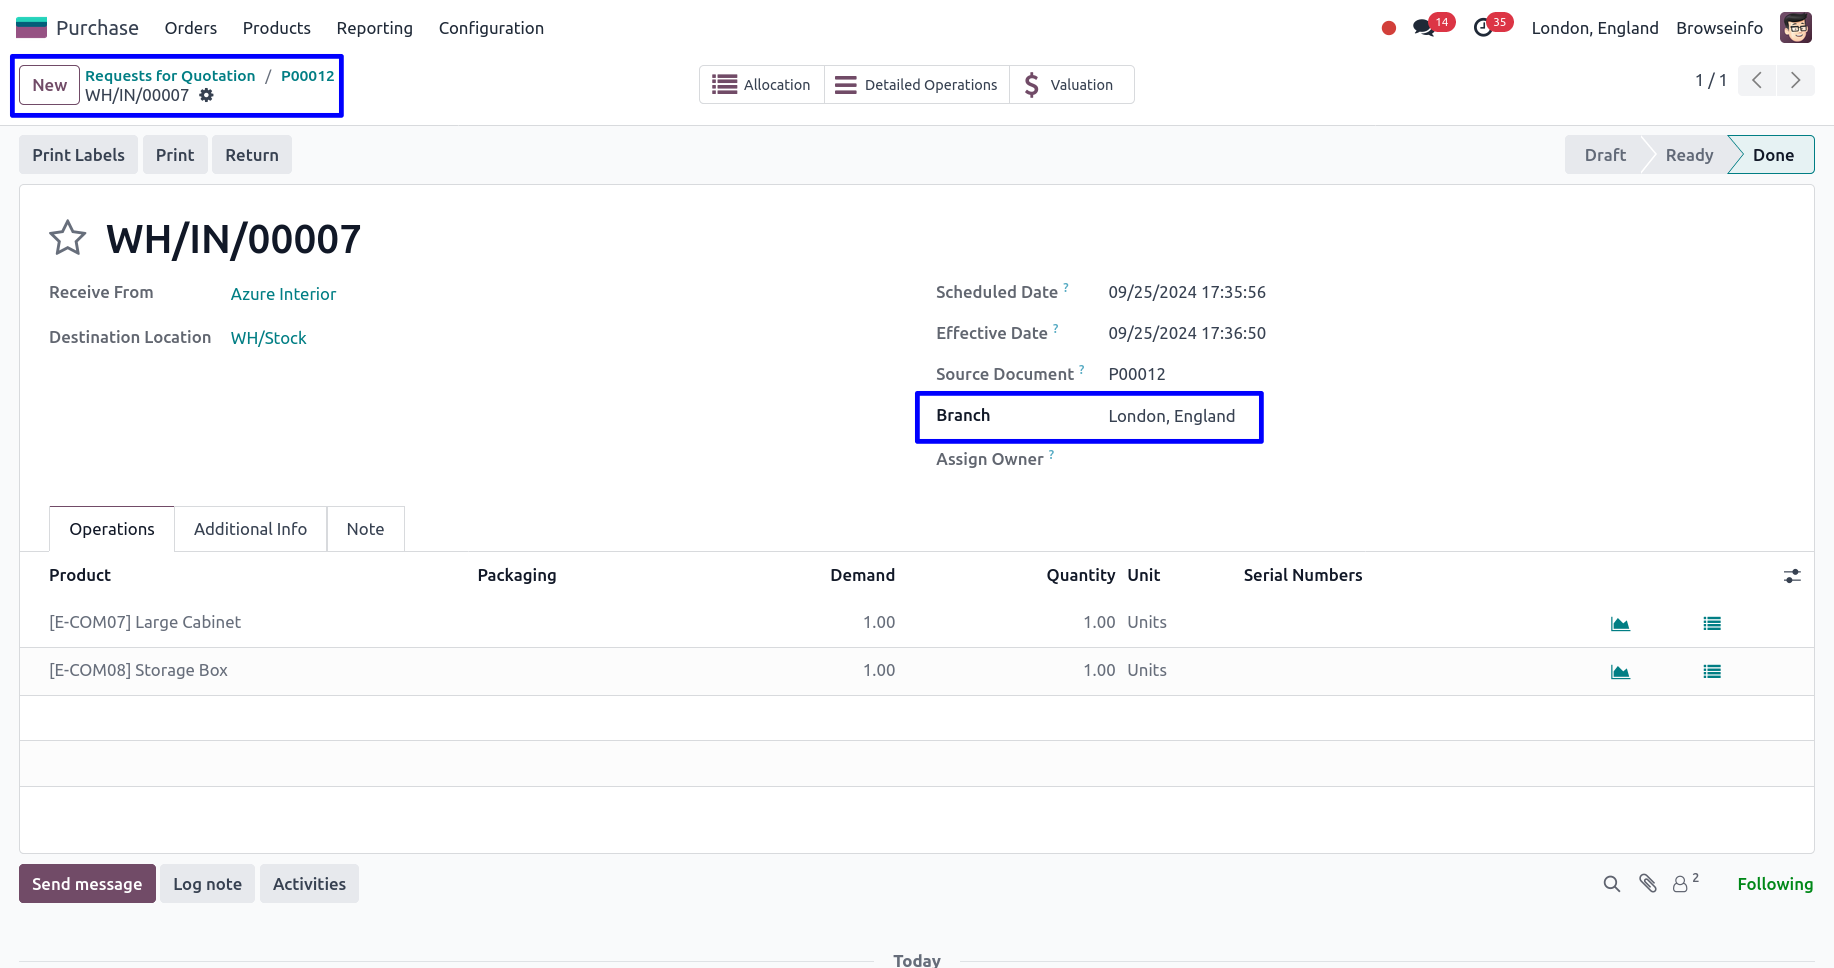 Purchase Orders Products Reporting Configuration 14 35 London, England Browseinfo
New Requests for Quotation / P00012
WH/IN/00007
Allocation Detailed Operations $ Valuation
1 / 1
Print Labels Print Return Draft Ready Done
WH/IN/00007
Receive From Azure Interior
Destination Location WH/Stock
Scheduled Date ? 09/25/2024 17:35:56
Effective Date ? 09/25/2024 17:36:50
Source Document ? P00012
Branch London, England
Assign Owner ?
Operations Additional Info Note
Product Packaging Demand Quantity Unit Serial Numbers
[E-COM07] Large Cabinet 1.00 1.00 Units
[E-COM08] Storage Box 1.00 1.00 Units
Send message Log note Activities 2 Following
Today